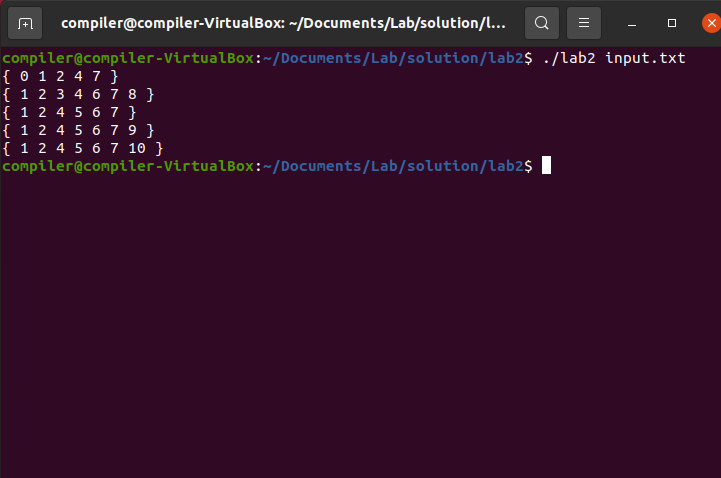 compiler@compiler-VirtualBox: ~/Documents/Lab/solution/l...
compiler@compiler-VirtualBox:~/Documents/Lab/solution/lab2$ ./lab2 input.txt
{ 0 1 2 4 7 }
{ 1 2 3 4 6 7 8 }
{ 1 2 4 5 6 7 }
{ 1 2 4 5 6 7 9 }
{ 1 2 4 5 6 7 10 }
compiler@compiler-VirtualBox:~/Documents/Lab/solution/lab2$